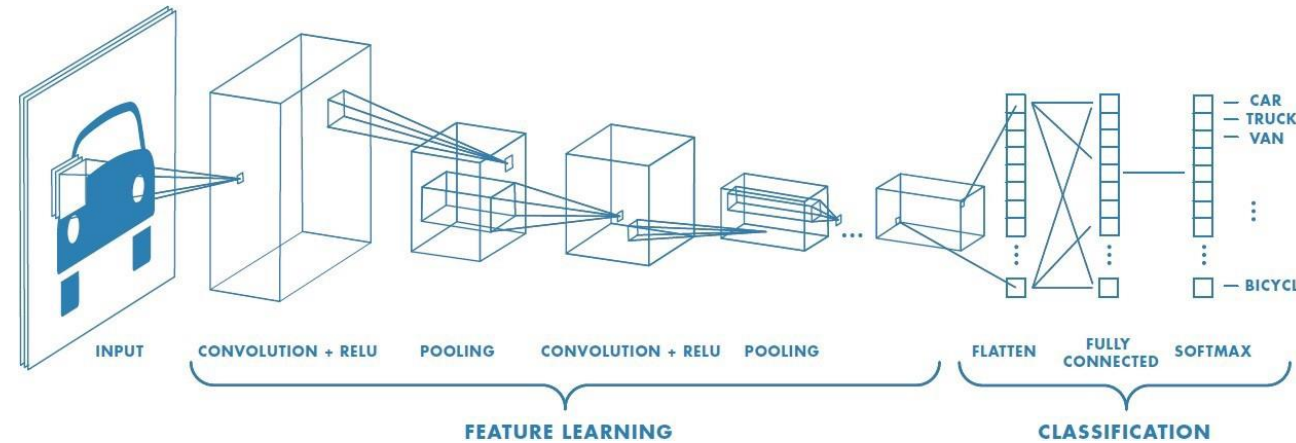 CAR
TRUCK
VAN
BICYCL
INPUT
CONVOLUTION + RELU
POOLING
CONVOLUTION + RELU
POOLING
FLATTEN
FULLY
CONNECTED
SOFTMAX
FEATURE LEARNING
CLASSIFICATION